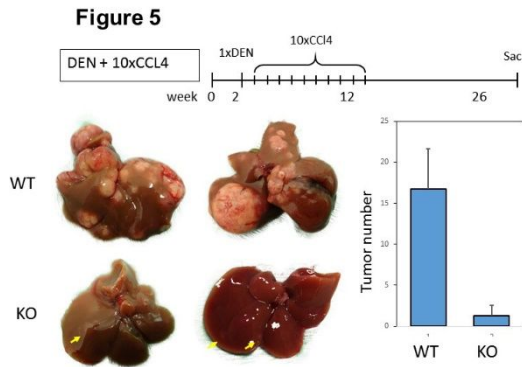 Figure 5
DEN + 10xCCL4
1xDEN
10xCCl4
Sac
week 0 2 12 26
WT
KO
Tumor number
25
20
15
10
5
0
WT KO